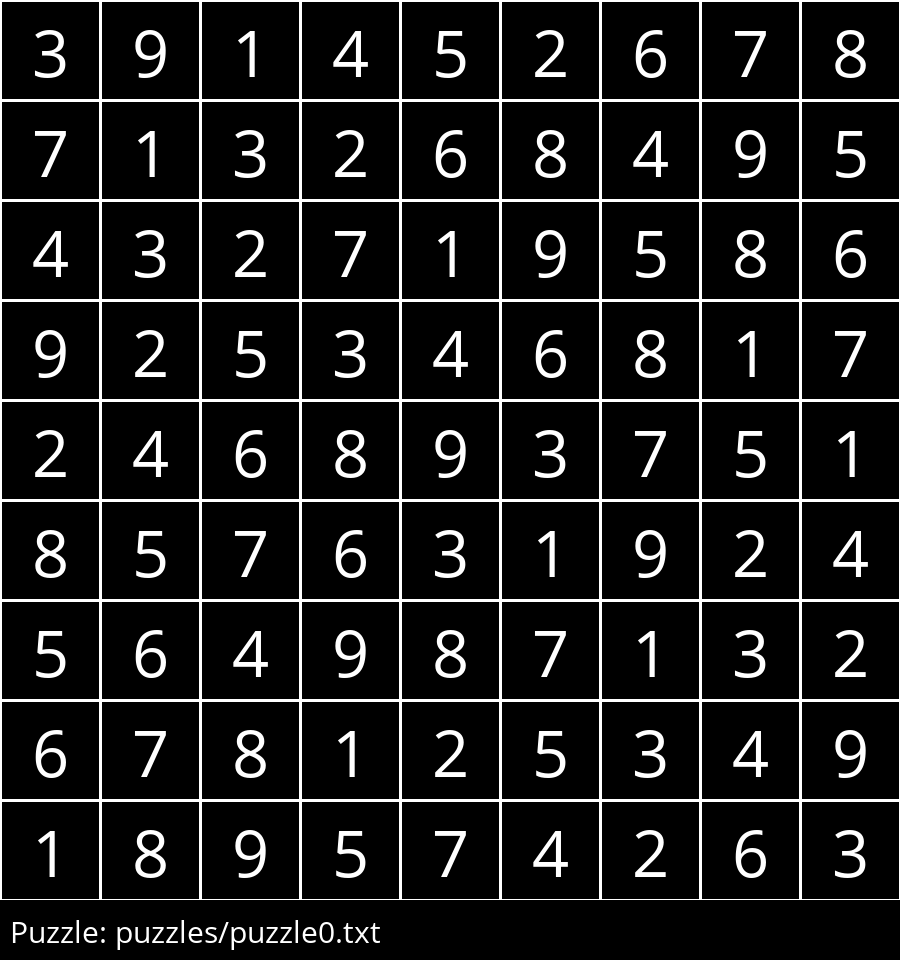 3 9 1 4 5 2 6 7 8
7 1 3 2 6 8 4 9 5
4 3 2 7 1 9 5 8 6
9 2 5 3 4 6 8 1 7
2 4 6 8 9 3 7 5 1
8 5 7 6 3 1 9 2 4
5 6 4 9 8 7 1 3 2
6 7 8 1 2 5 3 4 9
1 8 9 5 7 4 2 6 3
Puzzle: puzzles/puzzle0.txt